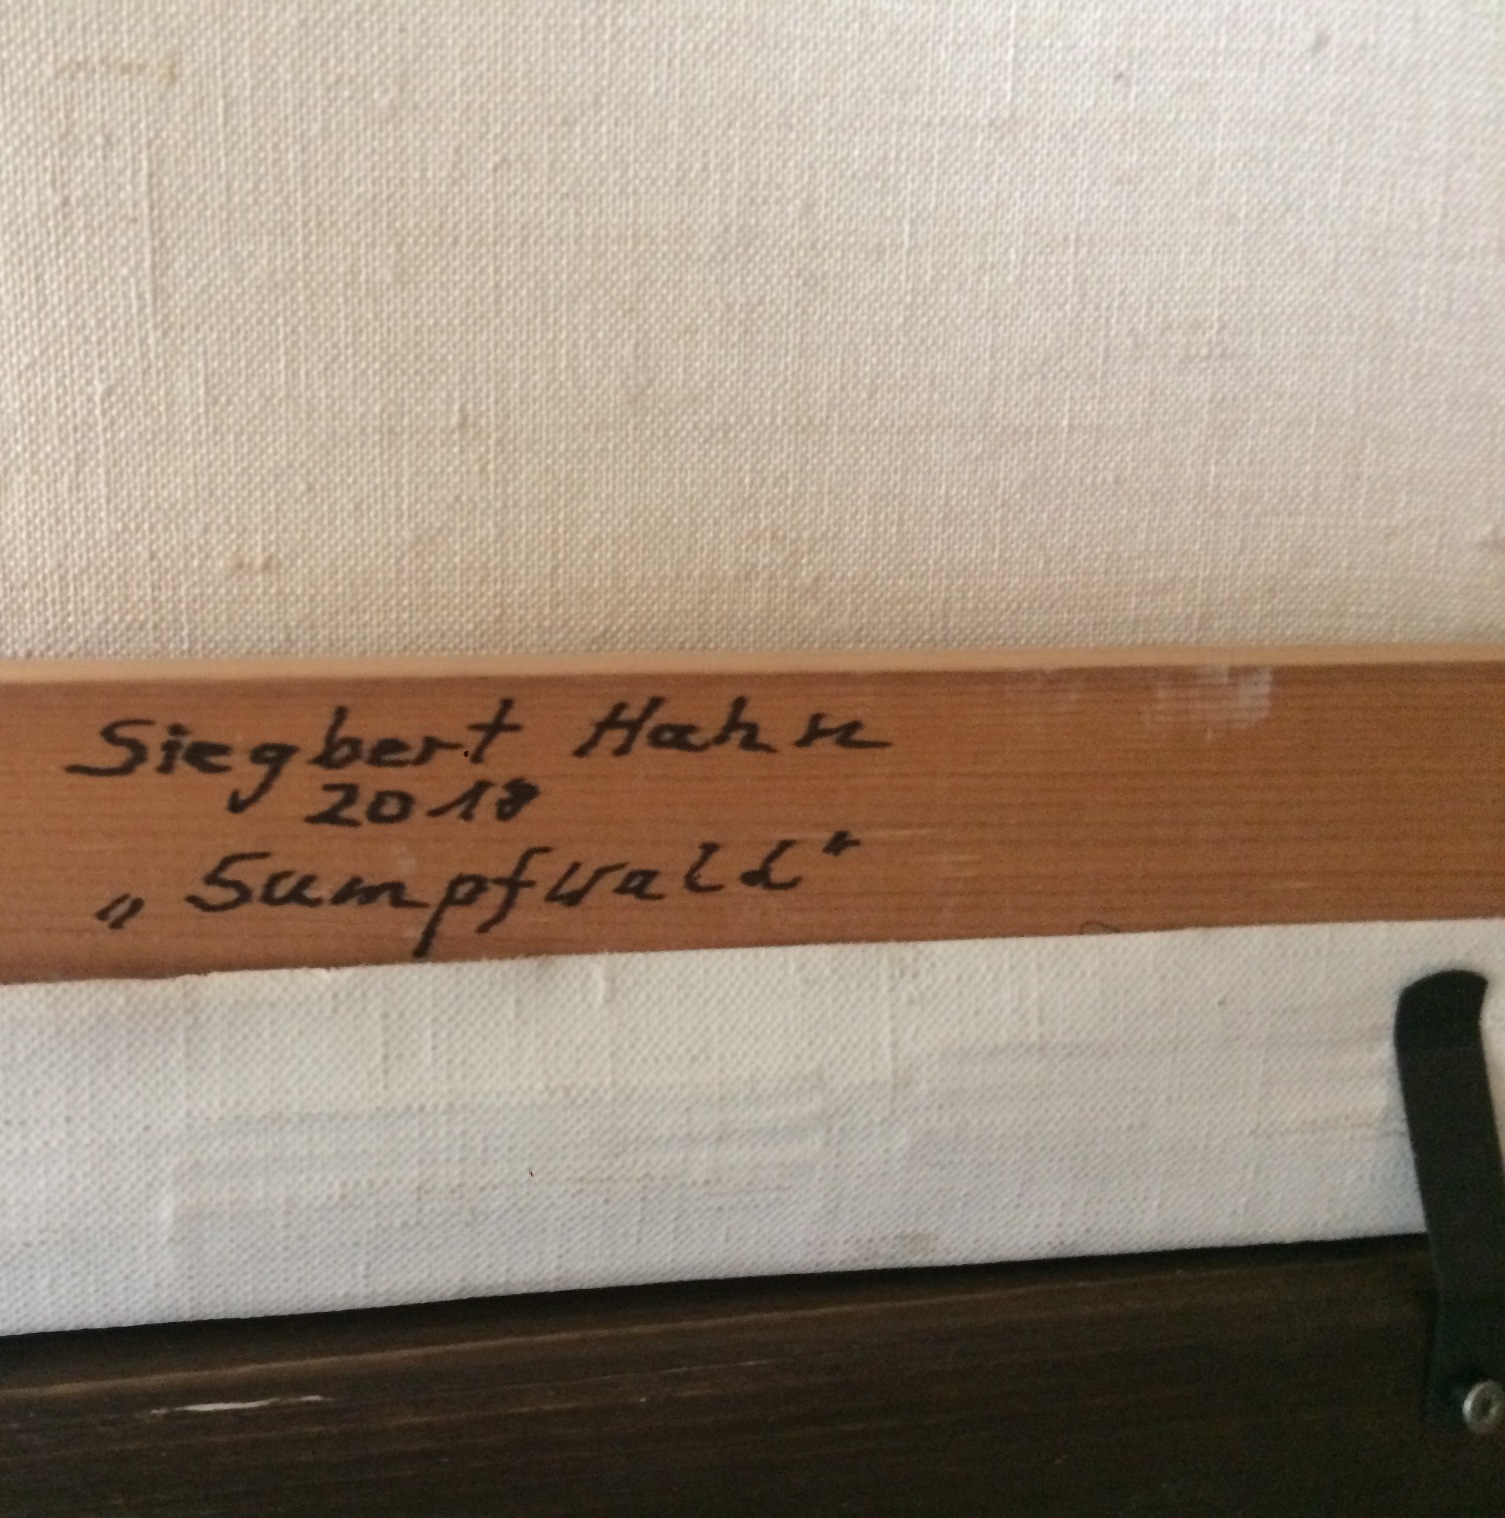 Siegbert Hahn
2018
„Sumpfwald“